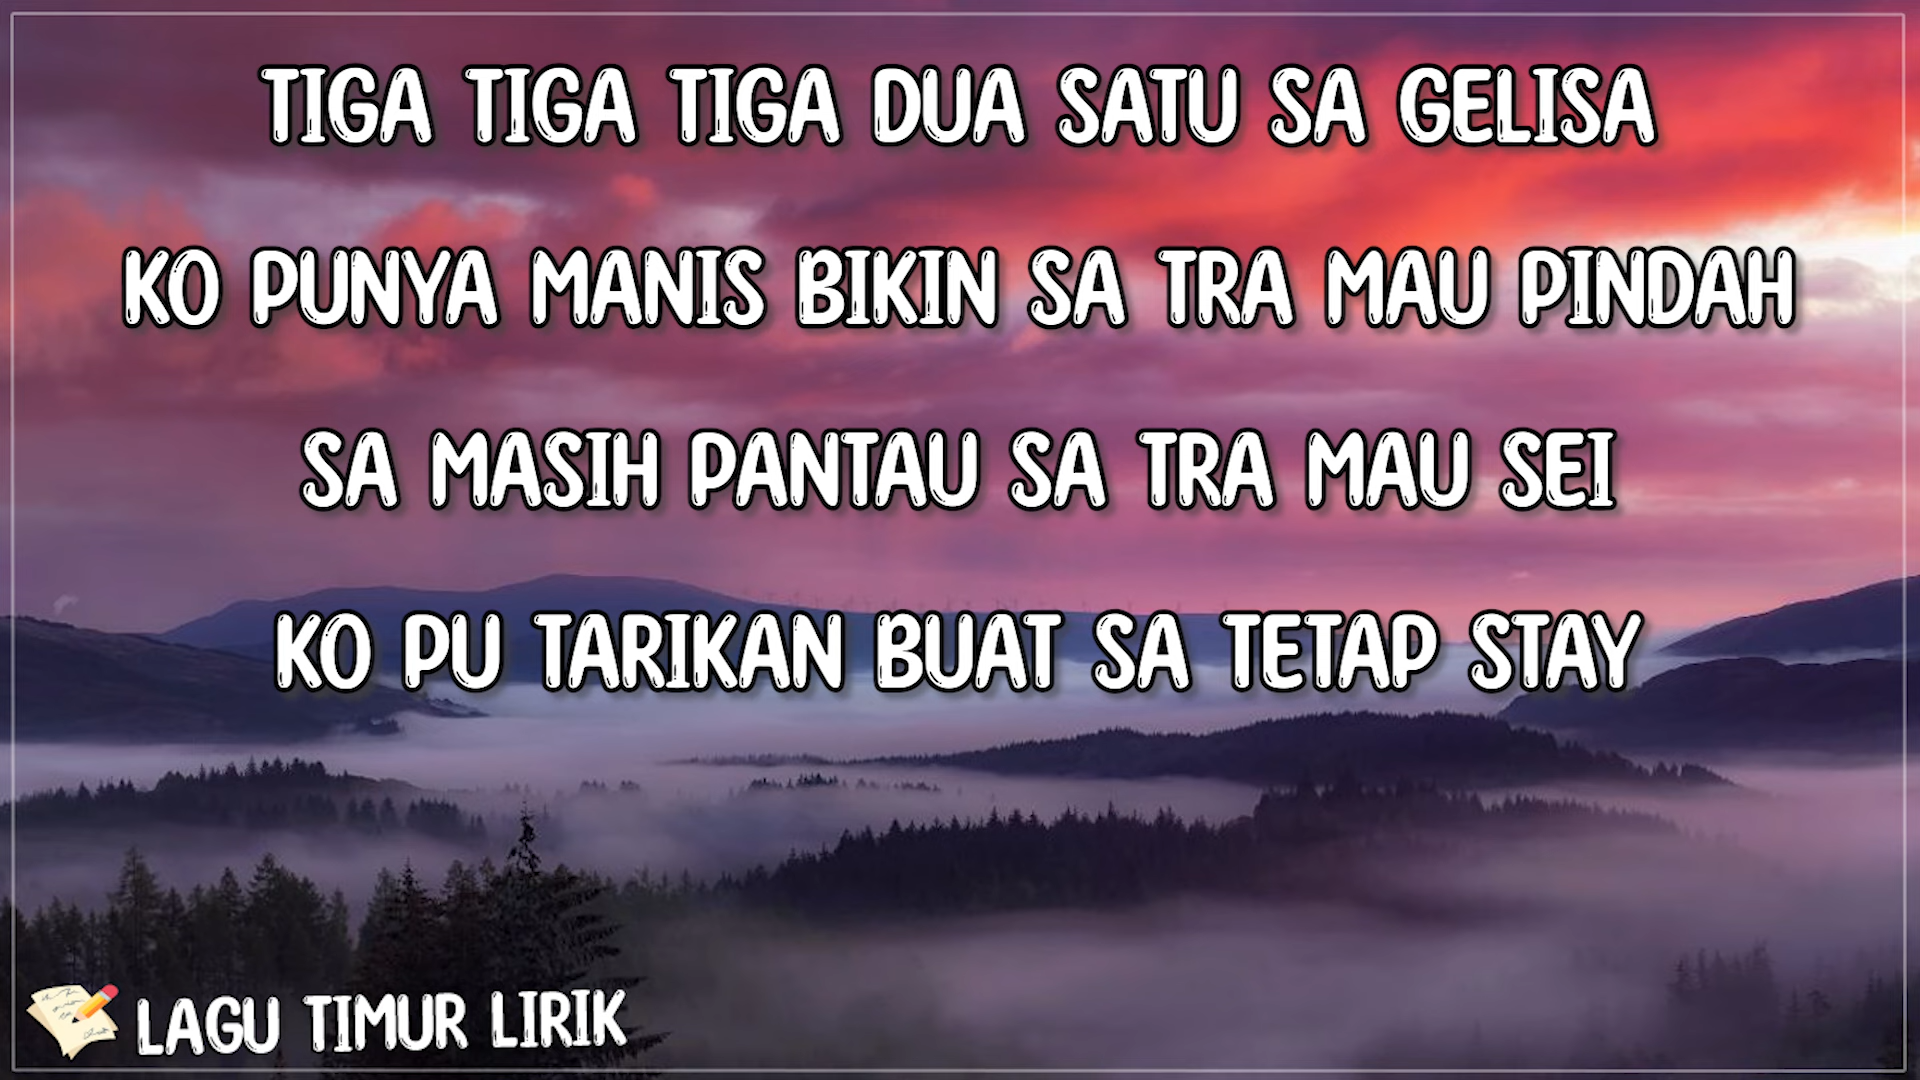 TIGA TIGA TIGA DUA SATU SA GELISA
KO PUNYA MANIS BIKIN SA TRA MAU PINDAH
SA MASIH PANTAU SA TRA MAU SEI
KO PU TARIKAN BUAT SA TETAP STAY
LAGU TIMUR LIRIK